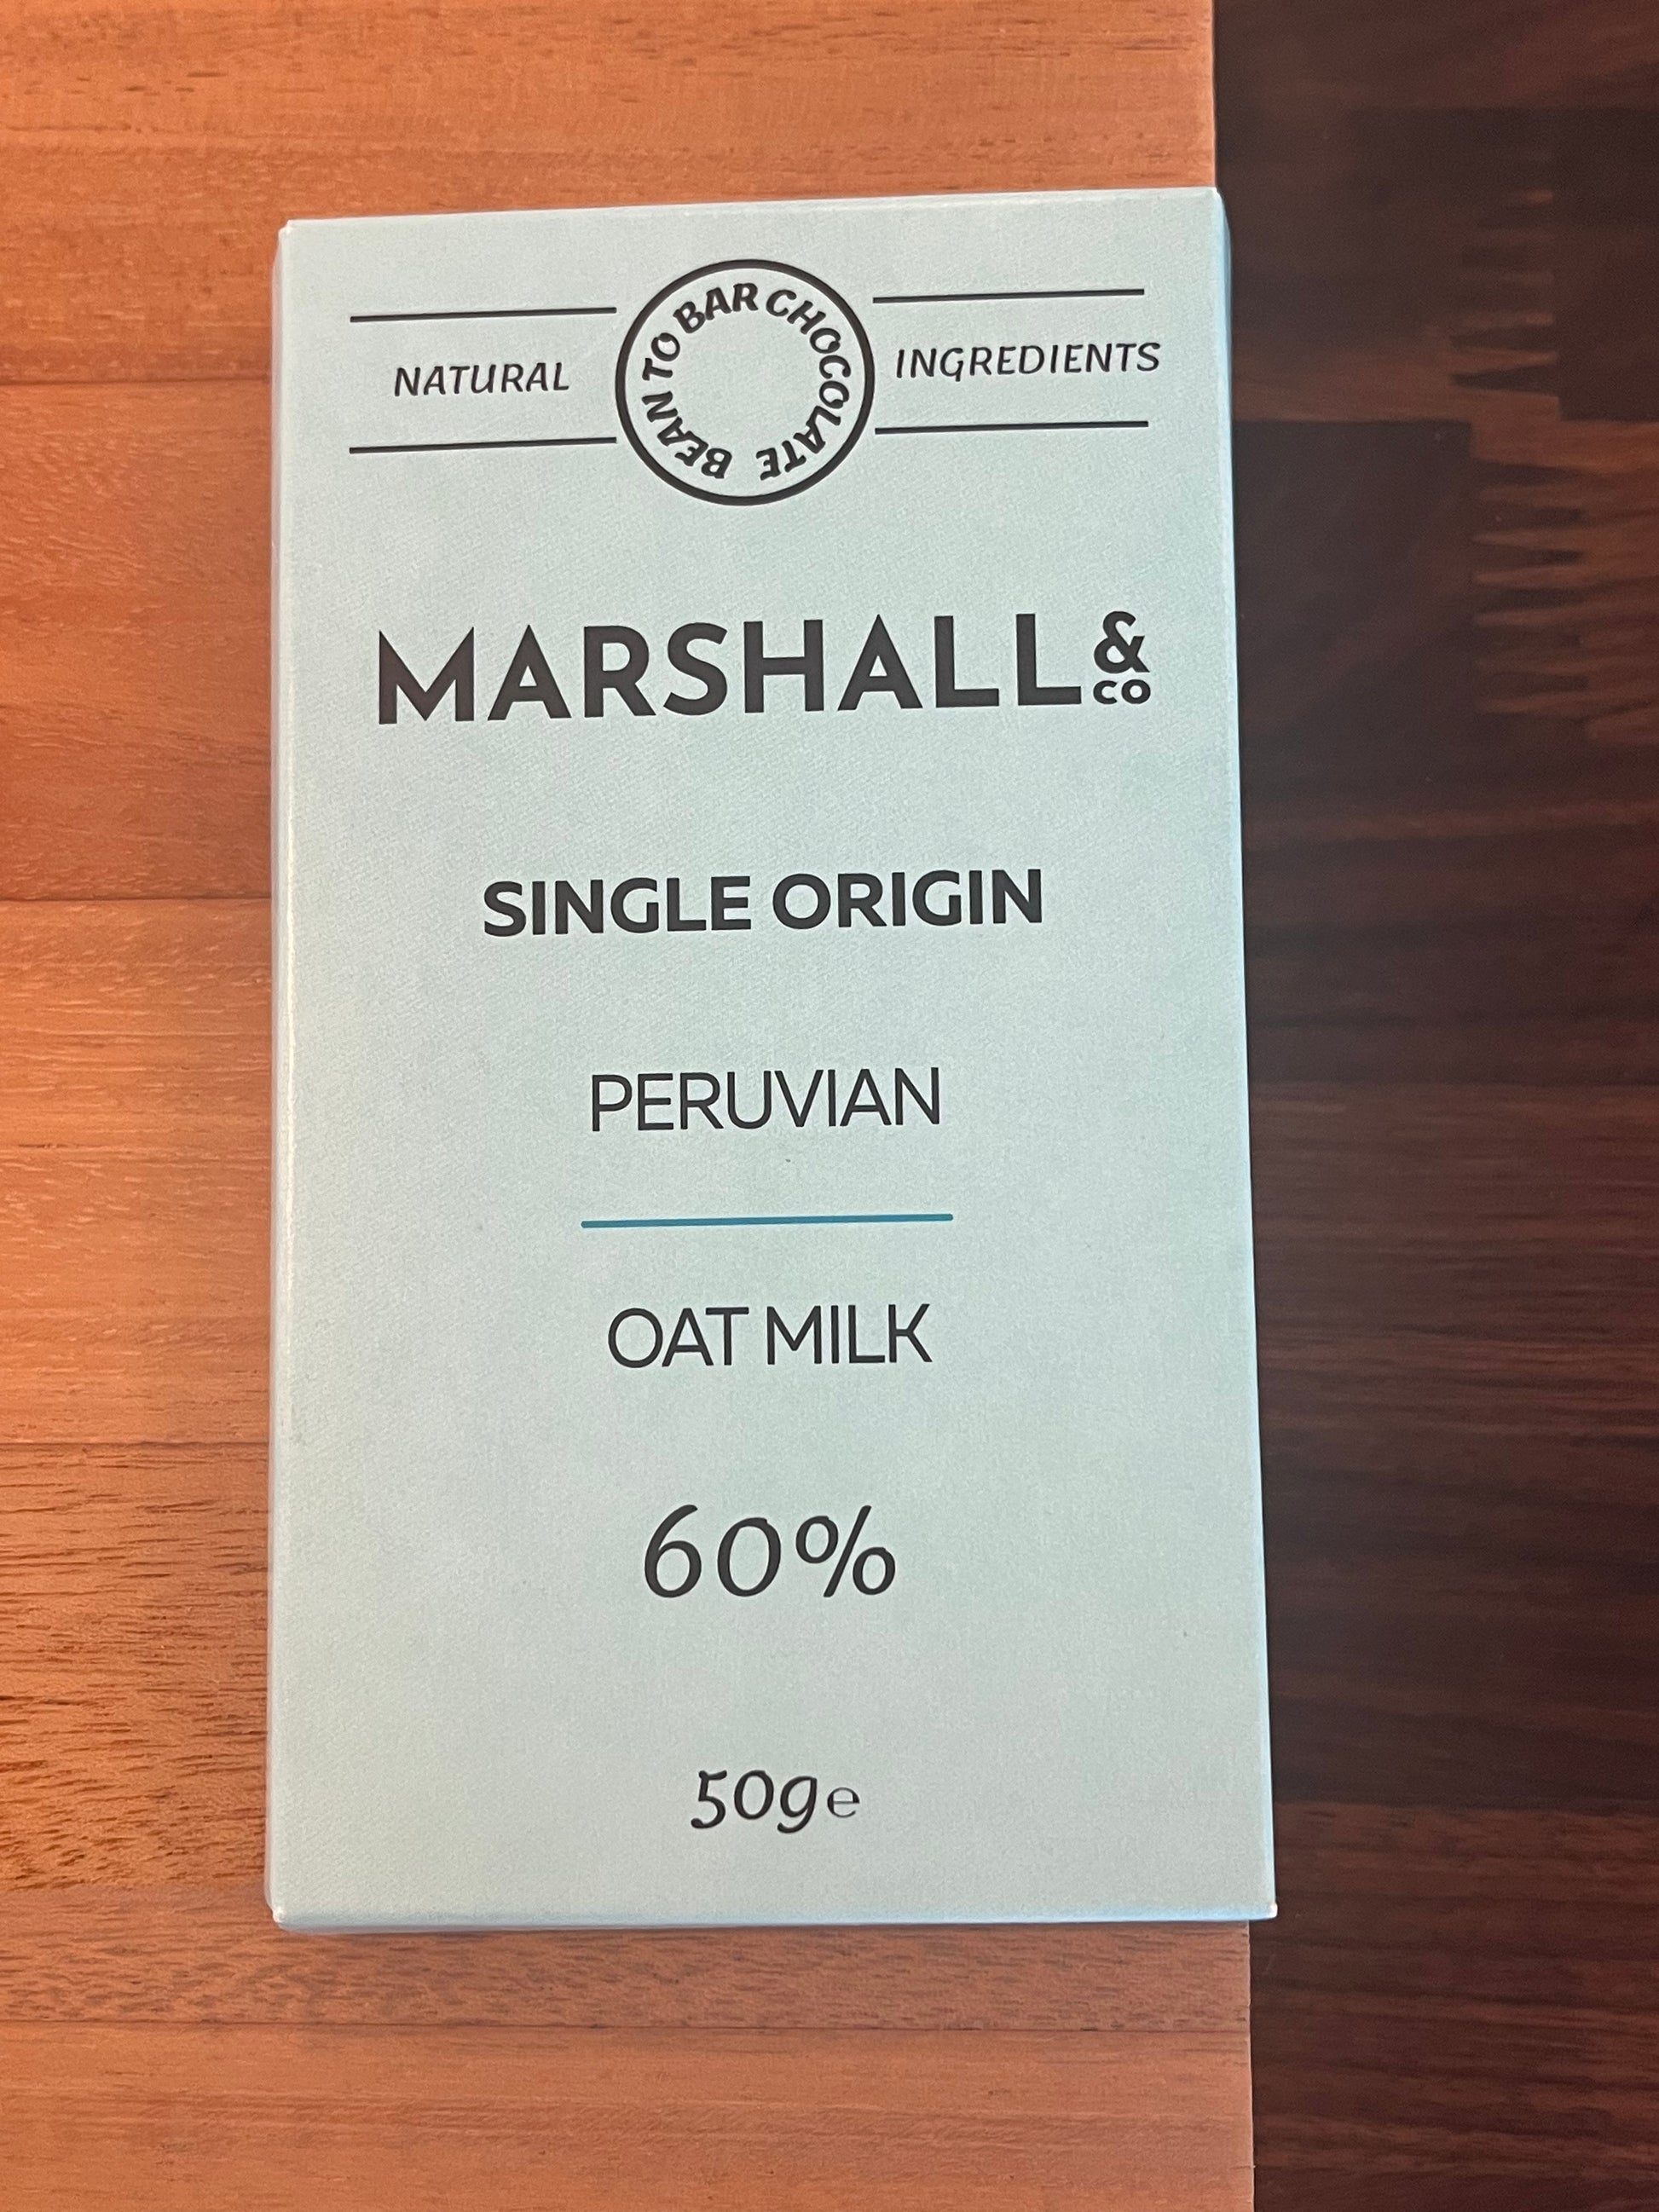 NATURAL
BEAN TO BAR CHOCOLATE
INGREDIENTS
MARSHALL & CO
SINGLE ORIGIN
PERUVIAN
OAT MILK
60%
50g℮